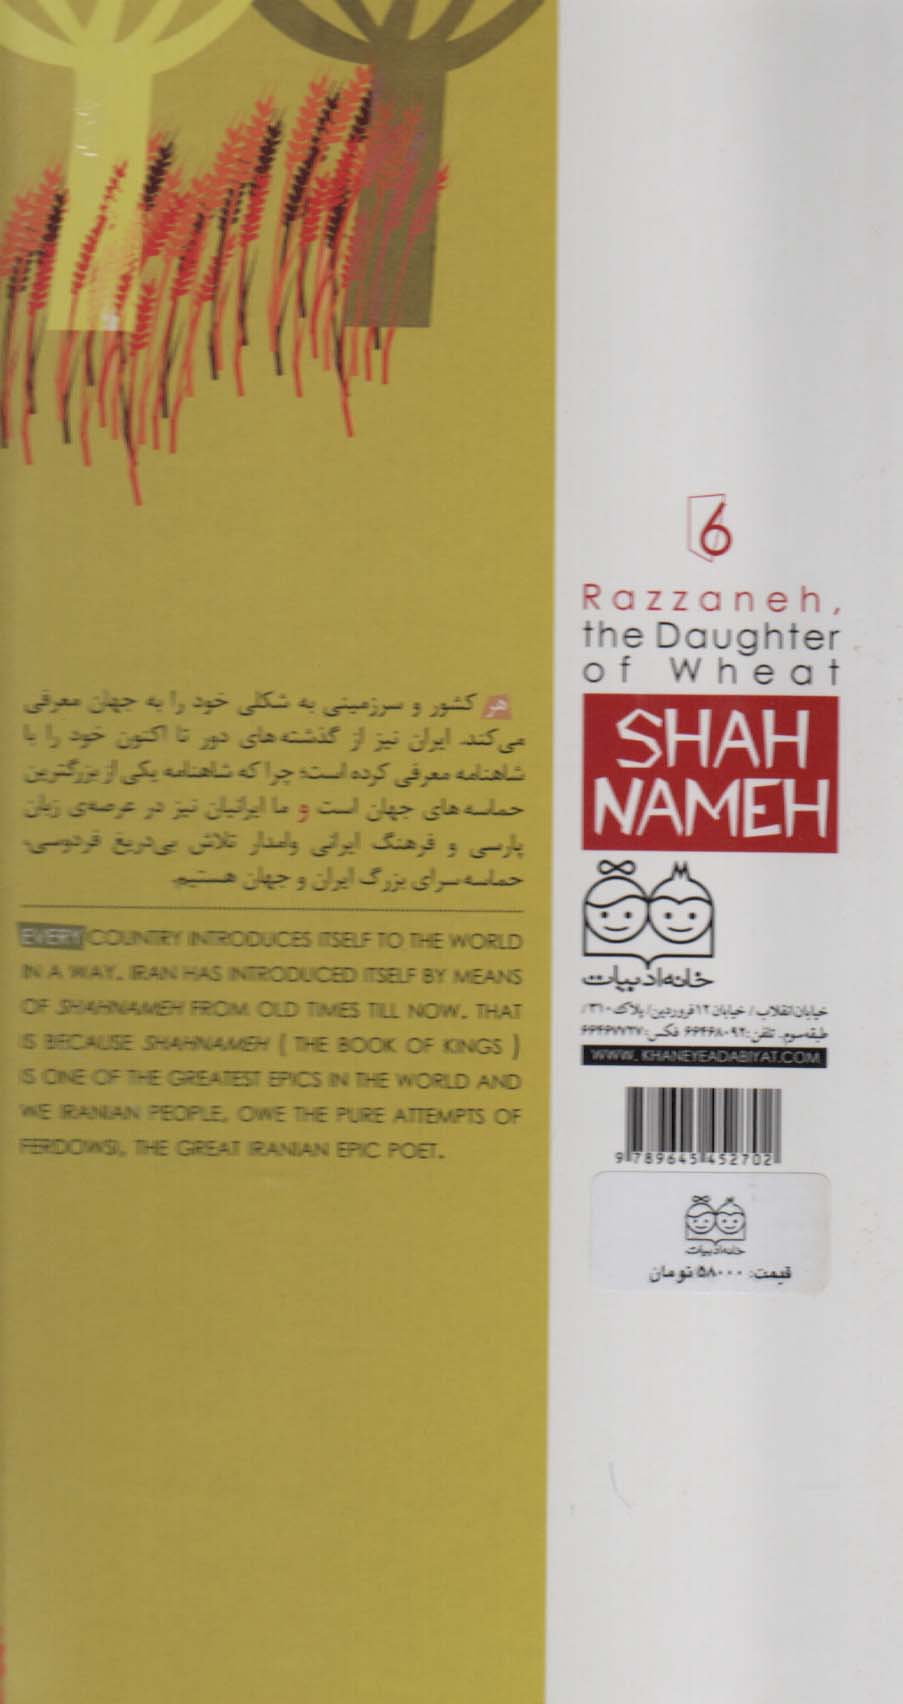 هر کشور و سرزمینی به شکلی خود را به جهان معرفی
می‌کند. ایران نیز از گذشته‌های دور تا اکنون خود را با
شاهنامه معرفی کرده است؛ چرا که شاهنامه یکی از بزرگترین
حماسه‌های جهان است و ما ایرانیان نیز در عرصه‌ی زبان
پارسی و فرهنگ ایرانی وامدار تلاش بی‌دریغ فردوسی،
حماسه‌سرای بزرگ ایران و جهان هستیم.
EVERY COUNTRY INTRODUCES ITSELF TO THE WORLD
IN A WAY. IRAN HAS INTRODUCED ITSELF BY MEANS
OF SHAHNAMEH FROM OLD TIMES TILL NOW. THAT
IS BECAUSE SHAHNAMEH ( THE BOOK OF KINGS )
IS ONE OF THE GREATEST EPICS IN THE WORLD AND
WE IRANIAN PEOPLE, OWE THE PURE ATTEMPTS OF
FERDOWSI, THE GREAT IRANIAN EPIC POET.
6
Razzaneh,
the Daughter
of Wheat
SHAH
NAMEH
خانه ادبیات
خیابان انقلاب / خیابان ۱۲ فروردین / پلاک ۳۱۰ /
طبقه سوم. تلفن: ۶۶۴۶۸۰۹۲ فکس: ۶۶۴۶۷۷۲۷
WWW. KHANEYEADABIYAT.COM
9 789645 452702
خانه ادبیات
قیمت: ۵۸۰۰۰ تومان